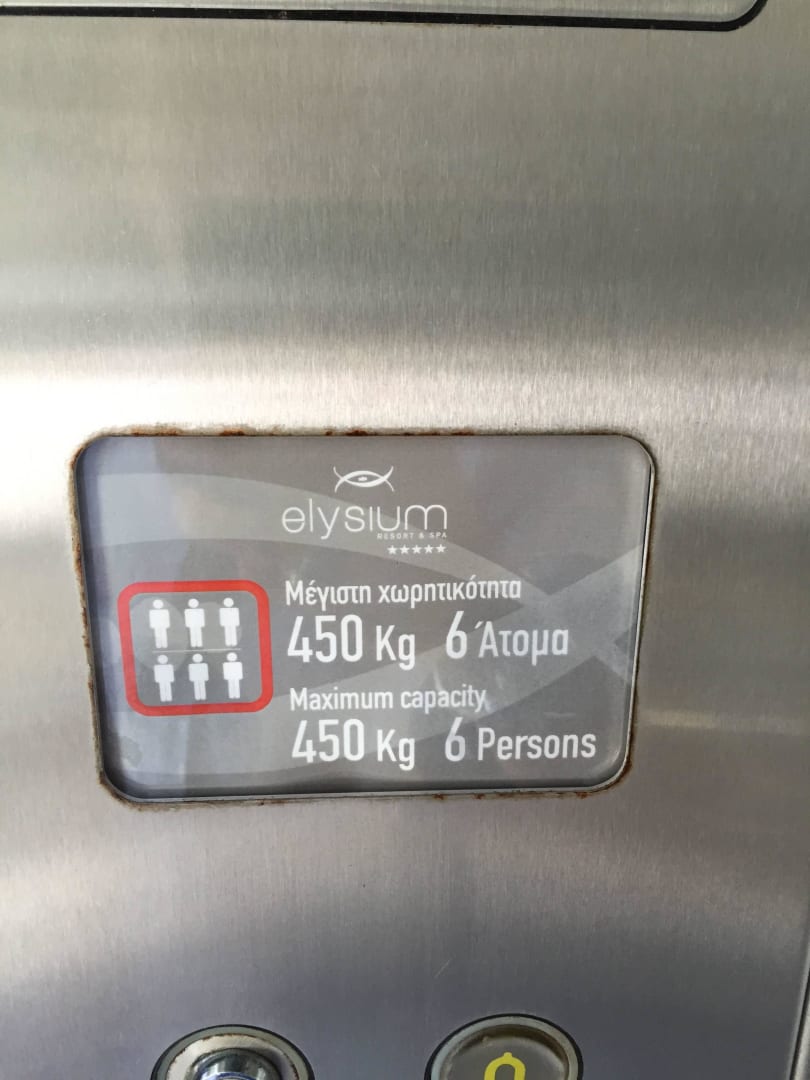 elysium
RESORT & SPA
★★★★★
Μέγιστη χωρητικότητα
450 Kg 6 Άτομα
Maximum capacity
450 Kg 6 Persons